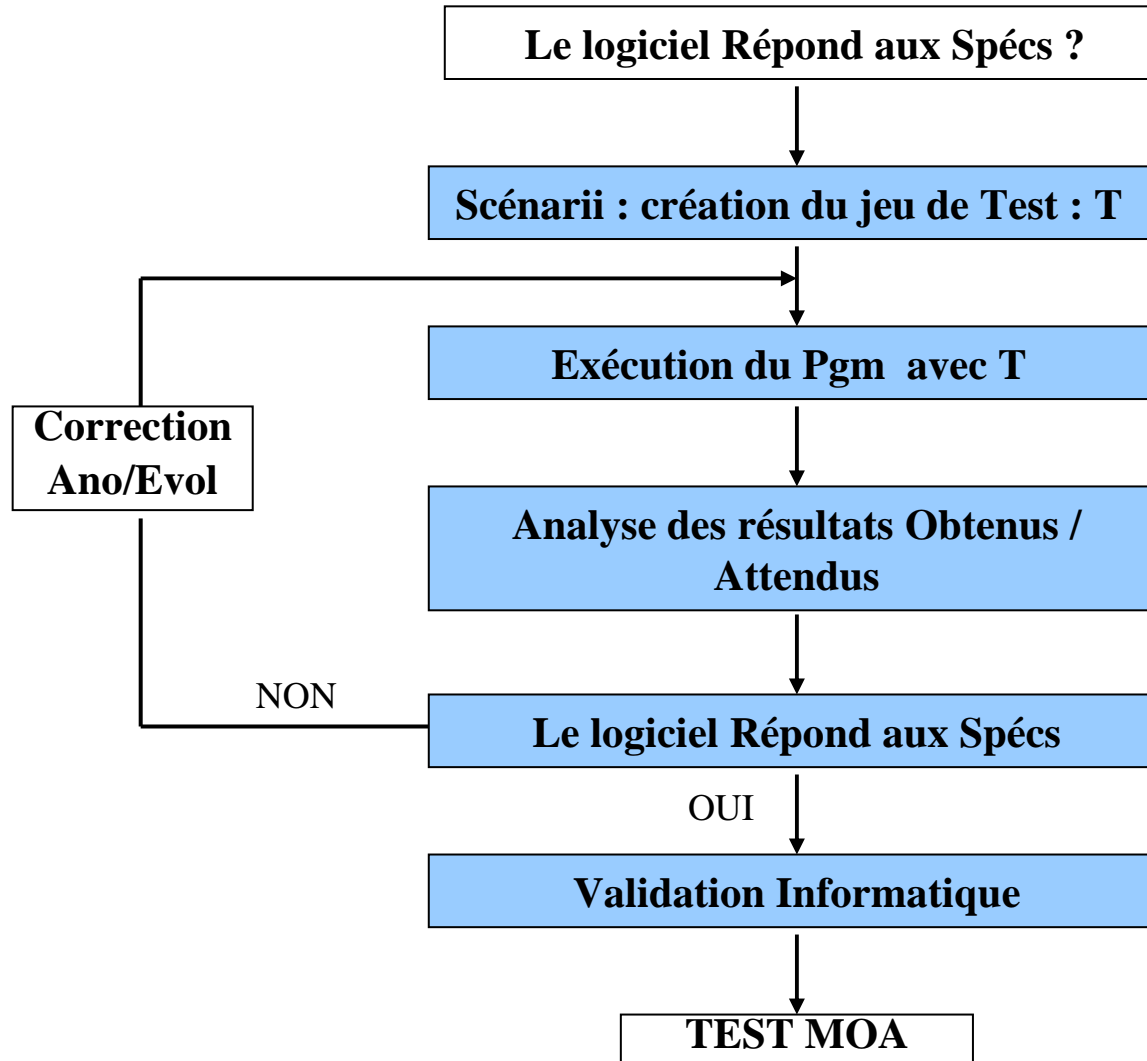 Le logiciel Répond aux Spécs ?
Scénarii : création du jeu de Test : T
Exécution du Pgm avec T
Correction
Ano/Evol
Analyse des résultats Obtenus /
Attendus
NON
Le logiciel Répond aux Spécs
OUI
Validation Informatique
TEST MOA